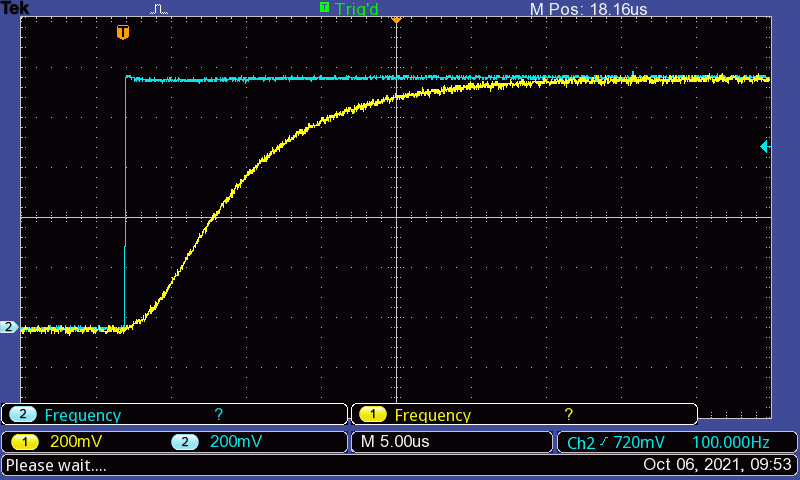 Tek T Trig'd M Pos: 18.16us
T
2
2 Frequency ? 1 Frequency ?
1 200mV 2 200mV M 5.00us Ch2 720mV 100.000Hz
Please wait.... Oct 06, 2021, 09:53